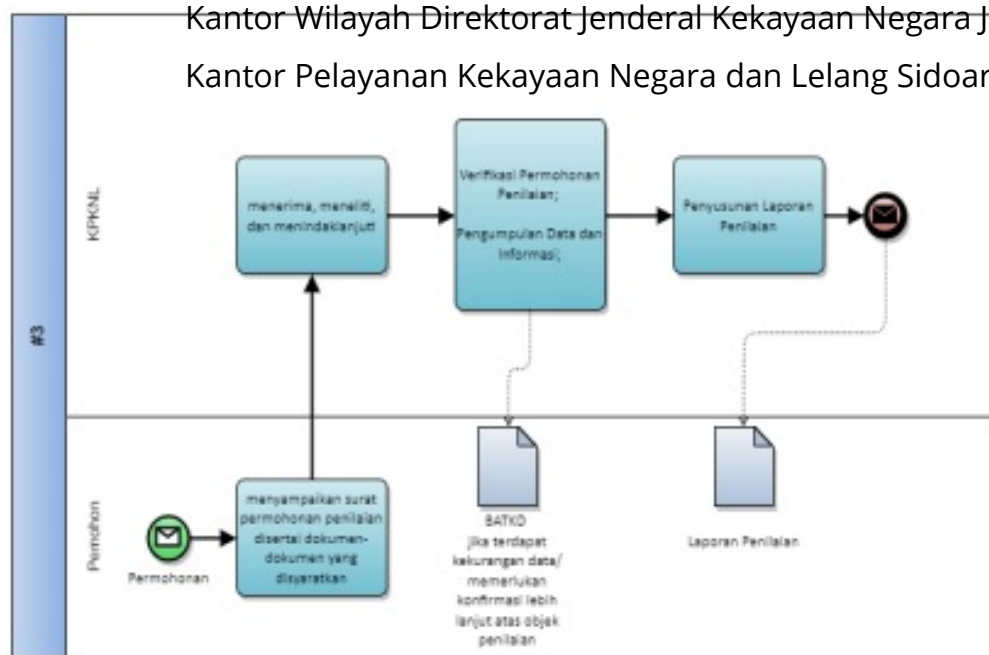 Kantor Wilayah Direktorat Jenderal Kekayaan Negara J
Kantor Pelayanan Kekayaan Negara dan Lelang Sidoar
#3
KPKNL
menerima, meneliti,
dan menindaklanjuti
Verifikasi Permohonan
Penilaian;
Pengumpulan Data dan
Informasi;
Penyusunan Laporan
Penilaian
Pemohon
Permohonan
menyampaikan surat
permohonan penilaian
disertai dokumen-
dokumen yang
disyaratkan
BATKD
jika terdapat
kekurangan data/
memerlukan
konfirmasi lebih
lanjut atas objek
penilaian
Laporan Penilaian